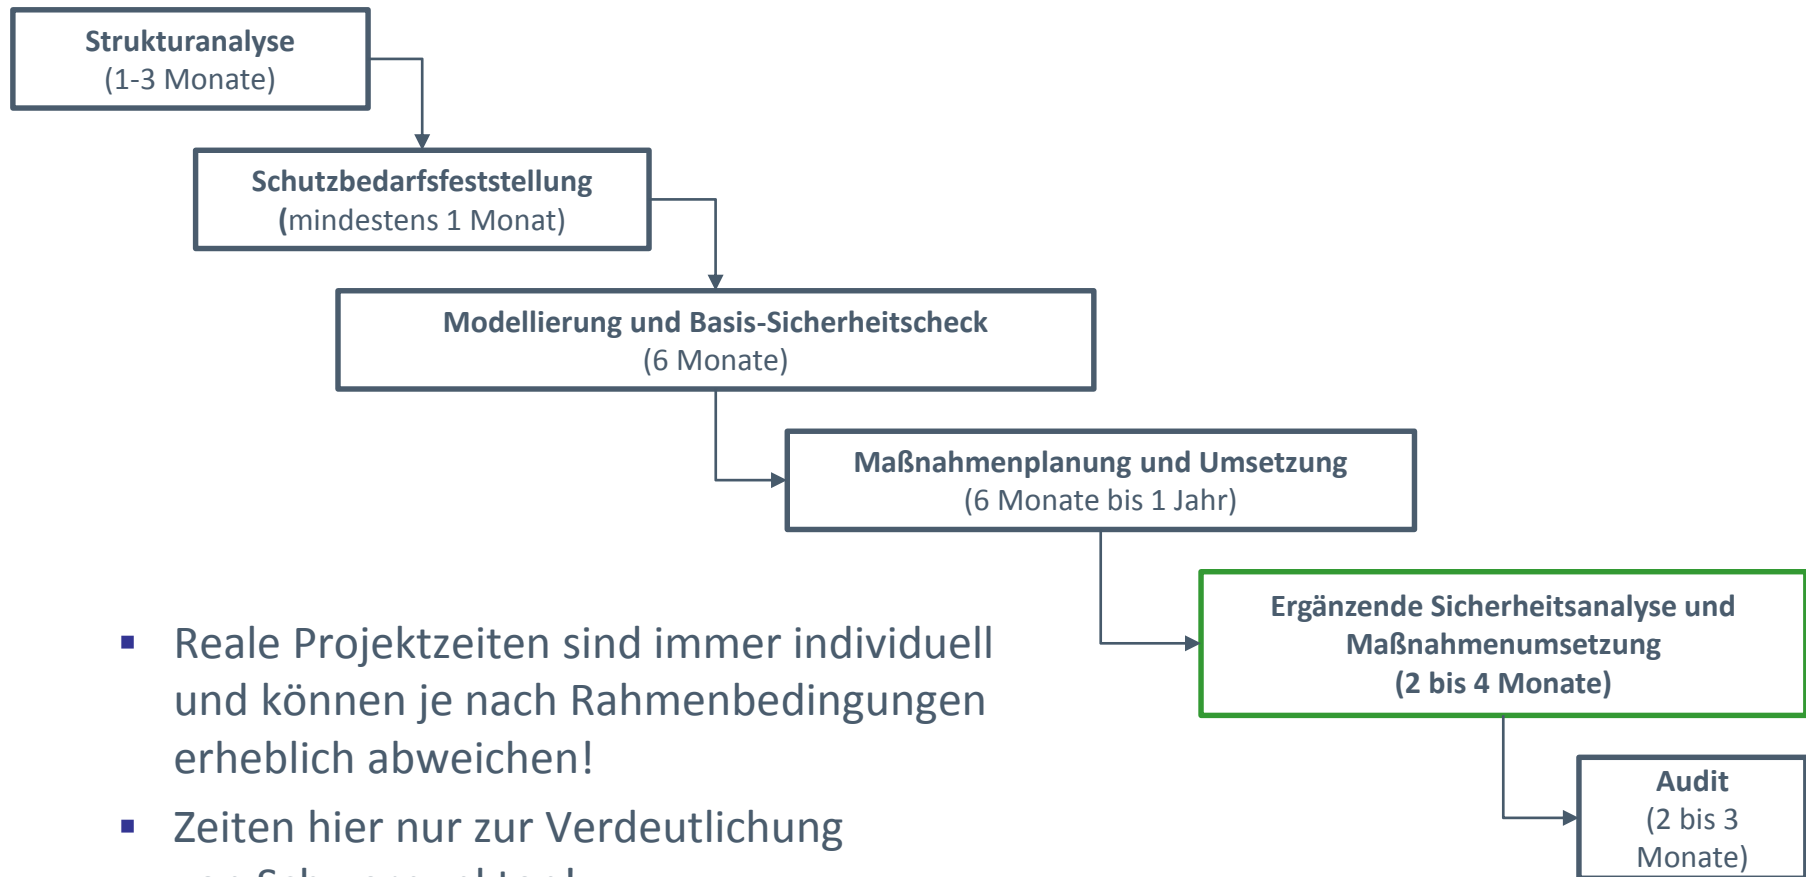 Strukturanalyse
(1-3 Monate)
Schutzbedarfsfeststellung
(mindestens 1 Monat)
Modellierung und Basis-Sicherheitscheck
(6 Monate)
Maßnahmenplanung und Umsetzung
(6 Monate bis 1 Jahr)
Ergänzende Sicherheitsanalyse und
Maßnahmenumsetzung
(2 bis 4 Monate)
Audit
(2 bis 3
Monate)
▪ Reale Projektzeiten sind immer individuell
und können je nach Rahmenbedingungen
erheblich abweichen!
▪ Zeiten hier nur zur Verdeutlichung